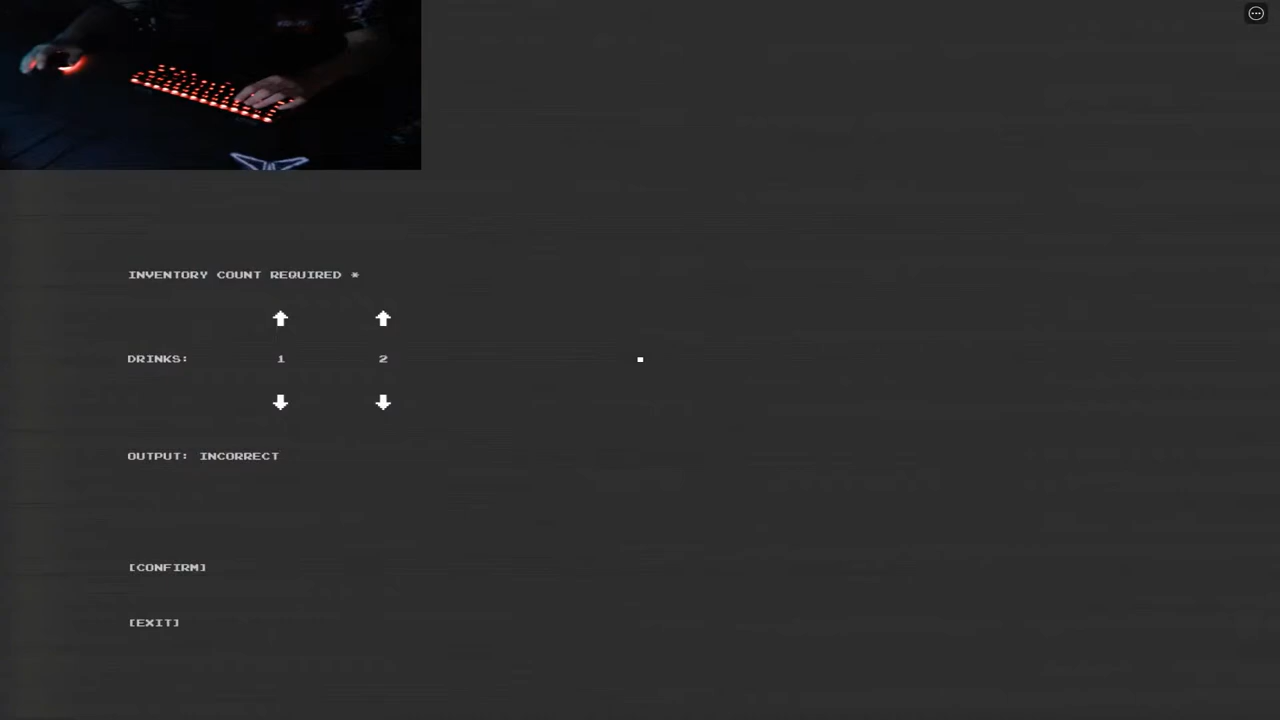 INVENTORY COUNT REQUIRED *
DRINKS: 1 2
OUTPUT: INCORRECT
[CONFIRM]
[EXIT]